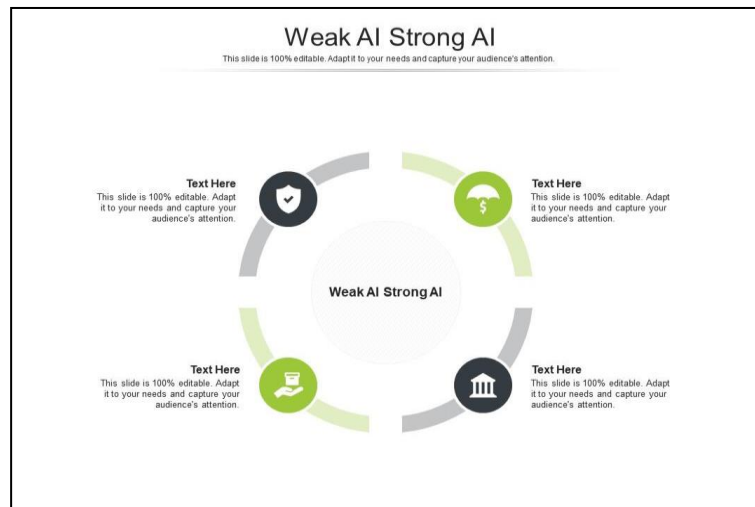 Weak AI Strong AI
This slide is 100% editable. Adapt it to your needs and capture your audience's attention.
Text Here
This slide is 100% editable. Adapt
it to your needs and capture your
audience's attention.
Text Here
This slide is 100% editable. Adapt
it to your needs and capture your
audience's attention.
Weak AI Strong AI
Text Here
This slide is 100% editable. Adapt
it to your needs and capture your
audience's attention.
Text Here
This slide is 100% editable. Adapt
it to your needs and capture your
audience's attention.